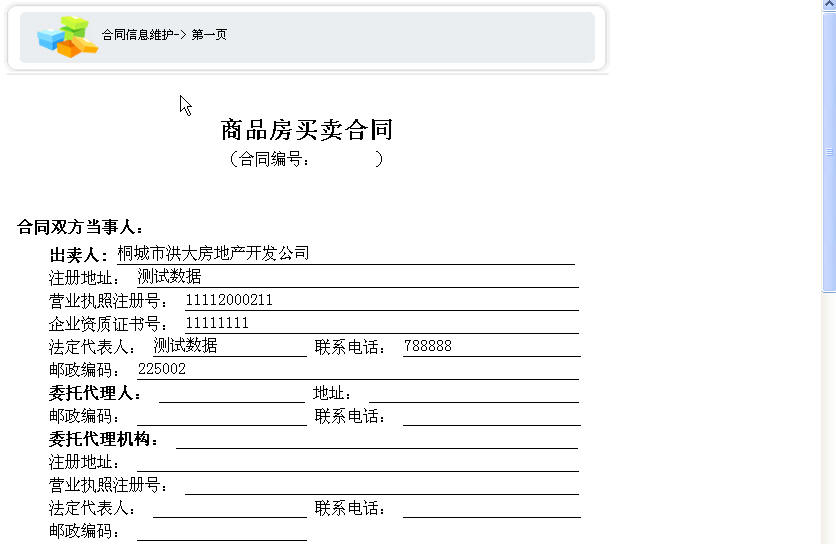 合同信息维护-> 第一页
商品房买卖合同
（合同编号：          ）
合同双方当事人：
出卖人：桐城市洪大房地产开发公司
注册地址： 测试数据
营业执照注册号： 11112000211
企业资质证书号： 11111111
法定代表人： 测试数据 联系电话： 788888
邮政编码： 225002
委托代理人： 地址：
邮政编码： 联系电话：
委托代理机构：
注册地址：
营业执照注册号：
法定代表人： 联系电话：
邮政编码：